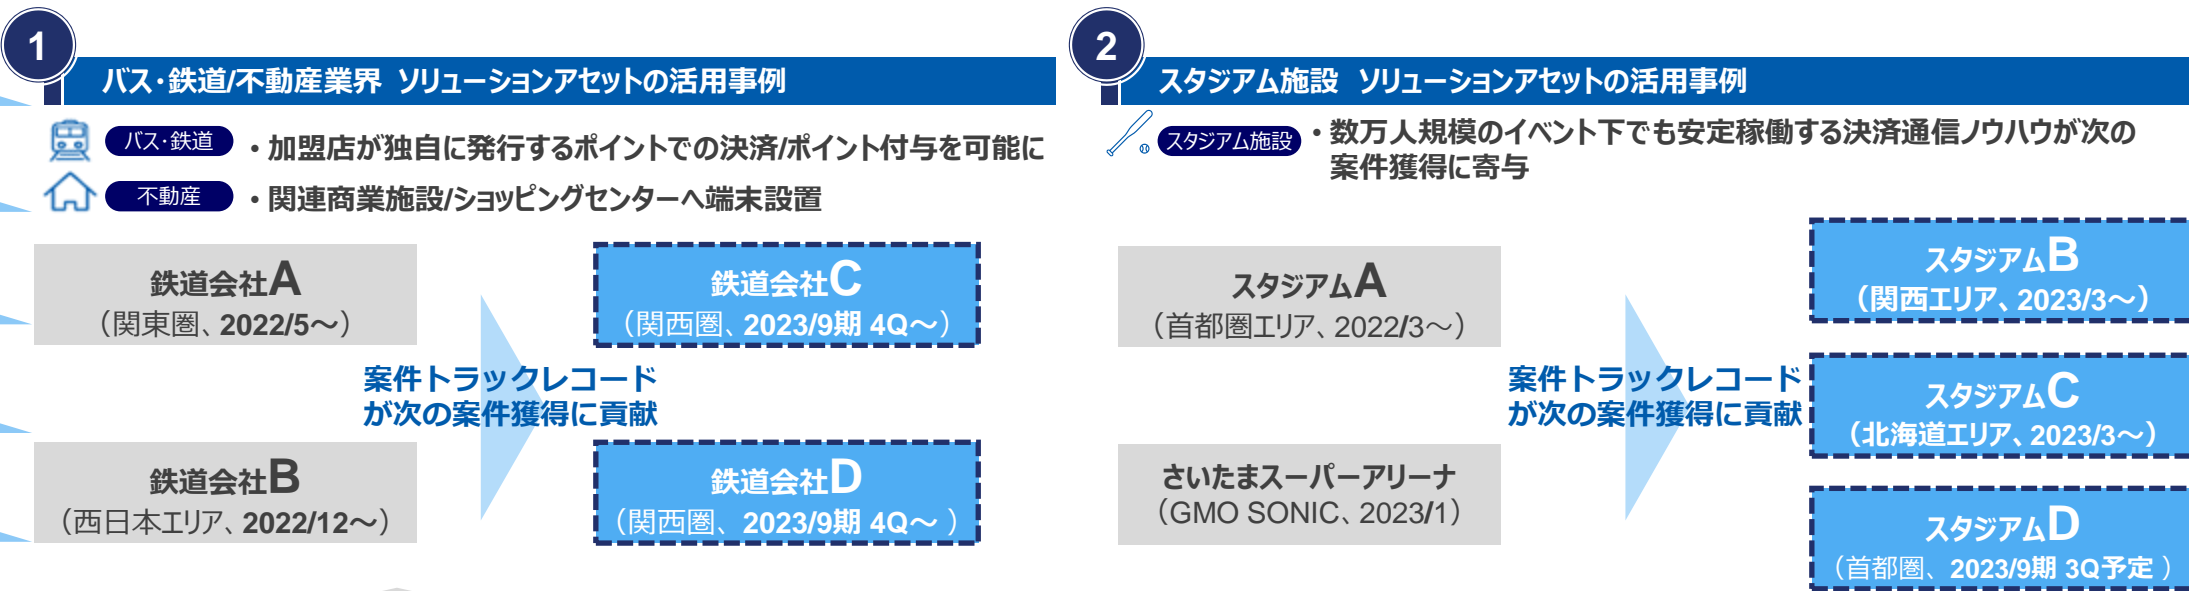 1
バス・鉄道/不動産業界 ソリューションアセットの活用事例
バス・鉄道
・加盟店が独自に発行するポイントでの決済/ポイント付与を可能に
不動産
・関連商業施設/ショッピングセンターへ端末設置
鉄道会社A
（関東圏、2022/5～）
鉄道会社C
（関西圏、2023/9期 4Q～）
案件トラックレコード
が次の案件獲得に貢献
鉄道会社B
（西日本エリア、2022/12～）
鉄道会社D
（関西圏、 2023/9期 4Q～ ）
2
スタジアム施設 ソリューションアセットの活用事例
スタジアム施設
・数万人規模のイベント下でも安定稼働する決済通信ノウハウが次の
案件獲得に寄与
スタジアムA
（首都圏エリア、2022/3～）
スタジアムB
（関西エリア、2023/3～）
案件トラックレコード
が次の案件獲得に貢献
スタジアムC
（北海道エリア、2023/3～）
さいたまスーパーアリーナ
（GMO SONIC、2023/1）
スタジアムD
（首都圏、 2023/9期 3Q予定 ）